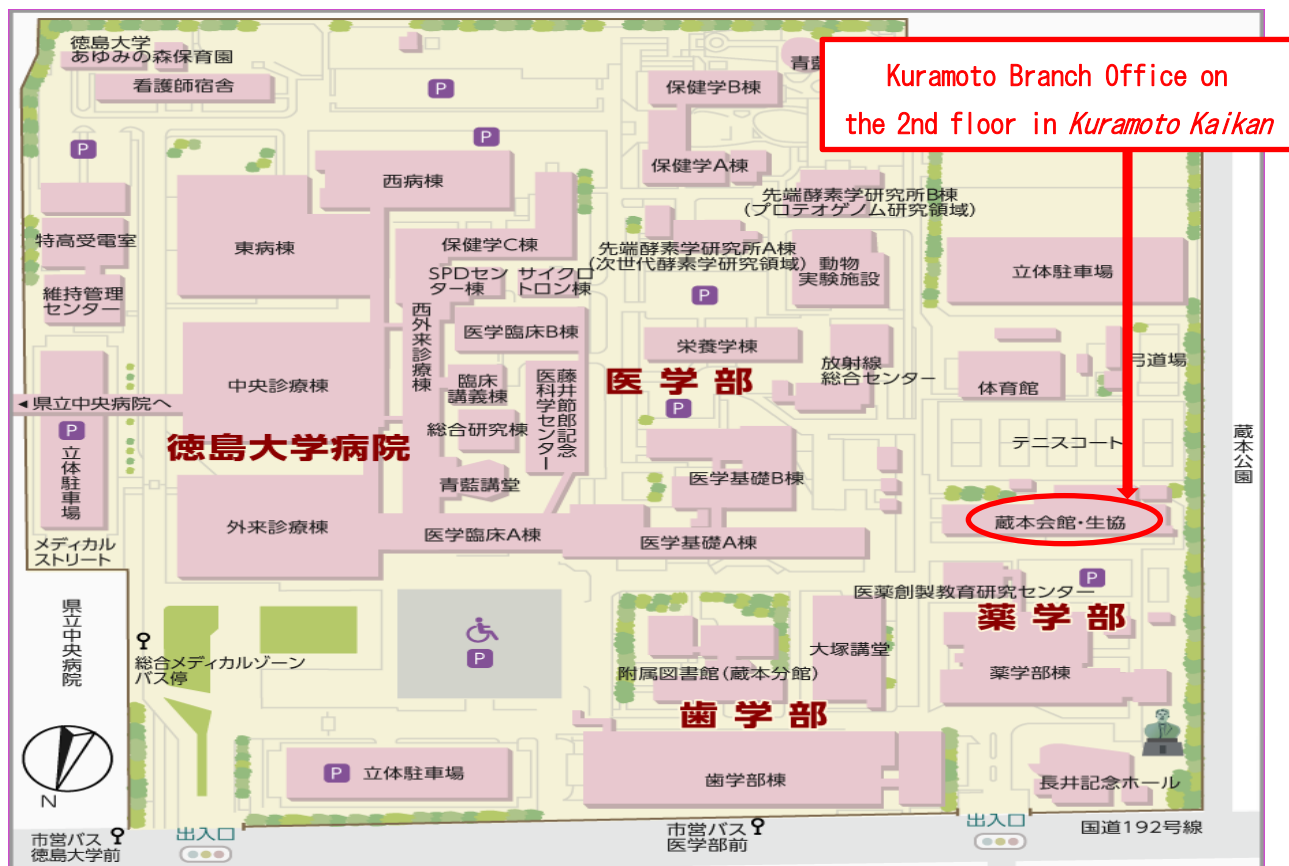 徳島大学
あゆみの森保育園
看護師宿舎
P
P
P
保健学B棟
青
Kuramoto Branch Office on
the 2nd floor in Kuramoto Kaikan
西病棟
保健学A棟
先端酵素学研究所B棟
(プロテオゲノム研究領域)
特高受電室
東病棟
保健学C棟
先端酵素学研究所A棟
(次世代酵素学研究領域)
動物
実験施設
立体駐車場
維持管理
センター
SPDセン
ター棟
サイクロ
トロン棟
P
西外来診療棟
医学臨床B棟
栄養学棟
放射線
総合センター
体育館
弓道場
中央診療棟
臨床
講義棟
藤井節郎記念
医科学センター
医学部
P
◀県立中央病院へ
P
立体駐車場
徳島大学病院
総合研究棟
テニスコート
蔵本公園
青藍講堂
医学基礎B棟
外来診療棟
医学臨床A棟
医学基礎A棟
蔵本会館・生協
メディカル
ストリート
医薬創製教育研究センター
P
薬学部
県立中央病院
総合メディカルゾーン
バス停
P
附属図書館(蔵本分館)
大塚講堂
薬学部棟
歯学部
N
P
立体駐車場
歯学部棟
長井記念ホール
市営バス
徳島大学前
出入口
市営バス
医学部前
出入口
国道192号線